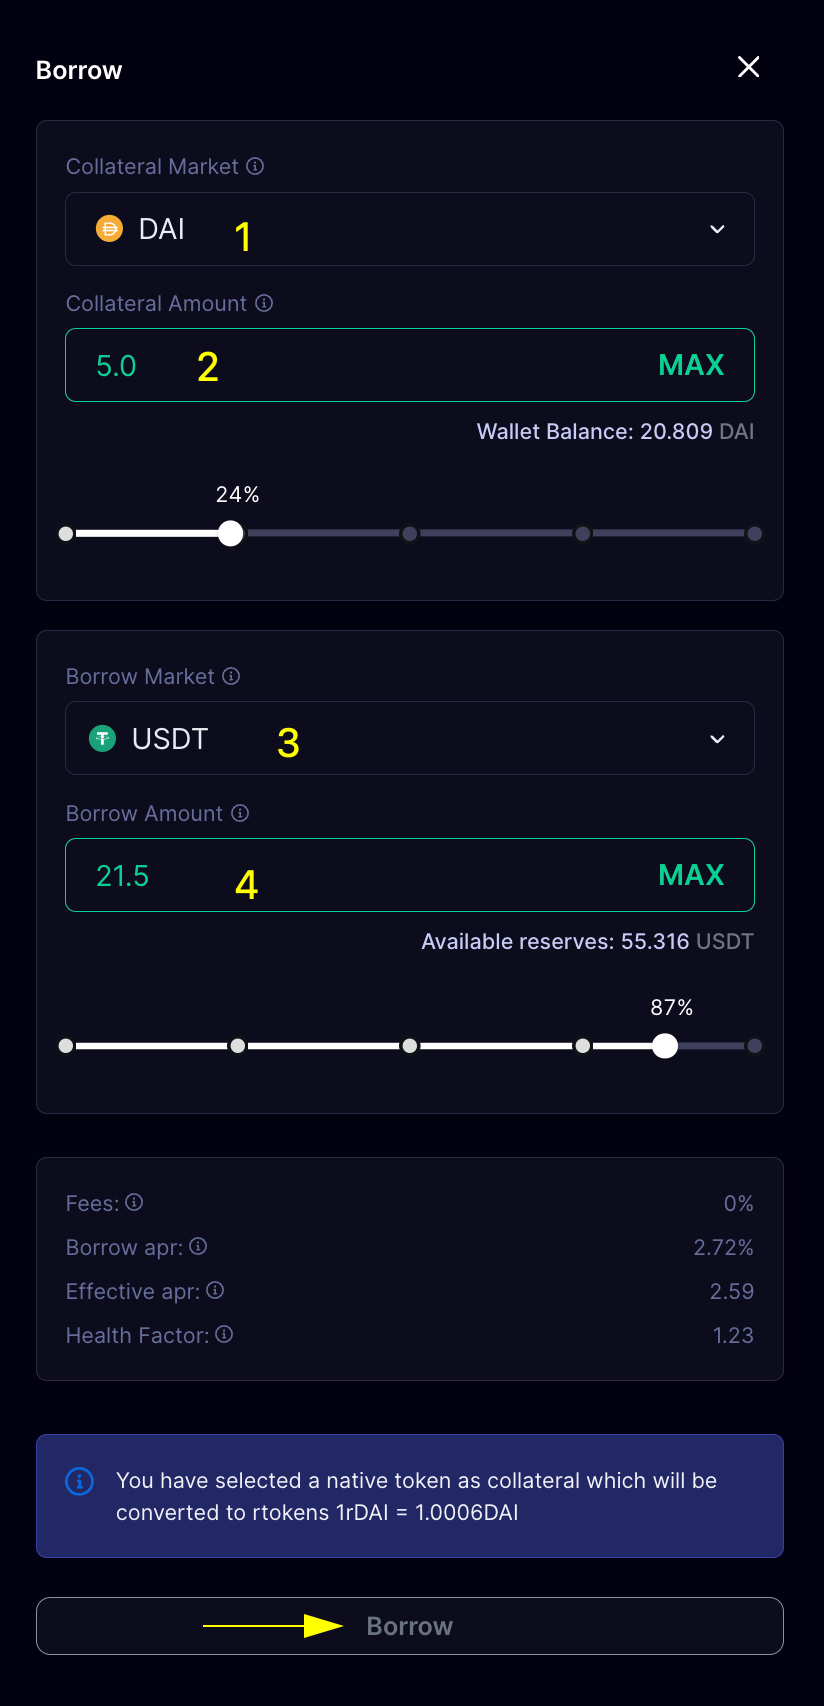 Borrow
Collateral Market
DAI 1
Collateral Amount
5.0 2 MAX
Wallet Balance: 20.809 DAI
24%
Borrow Market
USDT 3
Borrow Amount
21.5 4 MAX
Available reserves: 55.316 USDT
87%
Fees: 0%
Borrow apr: 2.72%
Effective apr: 2.59
Health Factor: 1.23
You have selected a native token as collateral which will be
converted to rtokens 1rDAI = 1.0006DAI
Borrow